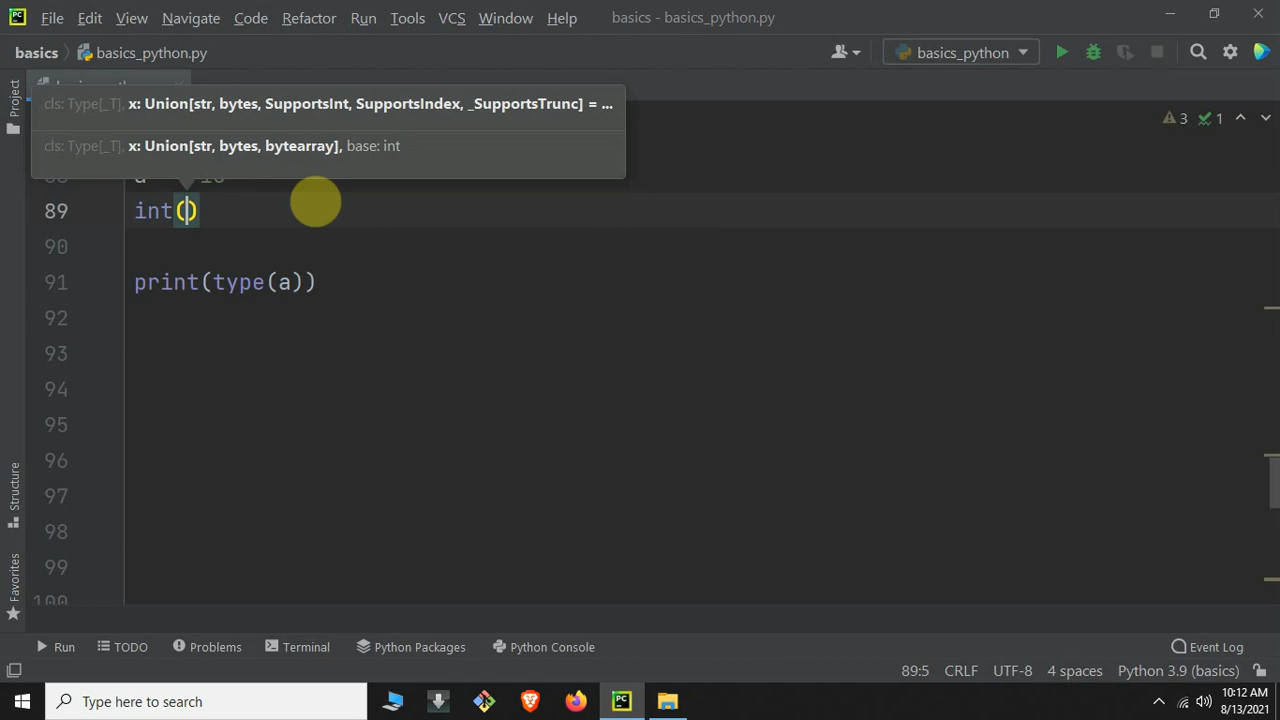 File Edit View Navigate Code Refactor Run Tools VCS Window Help basics - basics_python.py
basics basics_python.py basics_python
Project
cls: Type[_T], x: Union[str, bytes, SupportsInt, SupportsIndex, _SupportsTrunc] = ...
cls: Type[_T], x: Union[str, bytes, bytearray], base: int
3 1
89 int()
90
91 print(type(a))
92
93
94
95
96
97
98
99
100
Structure
Favorites
Run TODO Problems Terminal Python Packages Python Console Event Log
89:5 CRLF UTF-8 4 spaces Python 3.9 (basics)
Type here to search
10:12 AM
8/13/2021